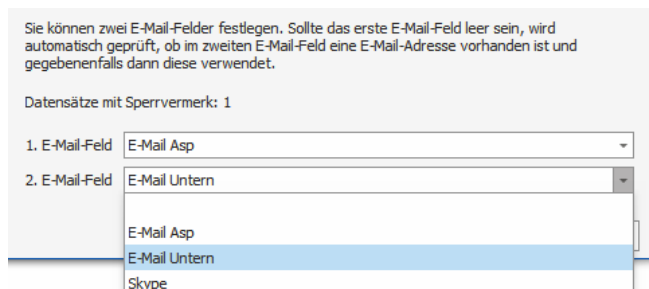 Sie können zwei E-Mail-Felder festlegen. Sollte das erste E-Mail-Feld leer sein, wird
automatisch geprüft, ob im zweiten E-Mail-Feld eine E-Mail-Adresse vorhanden ist und
gegebenenfalls dann diese verwendet.
Datensätze mit Sperrvermerk: 1
1. E-Mail-Feld E-Mail Asp
2. E-Mail-Feld E-Mail Untern
E-Mail Asp
E-Mail Untern
Skype